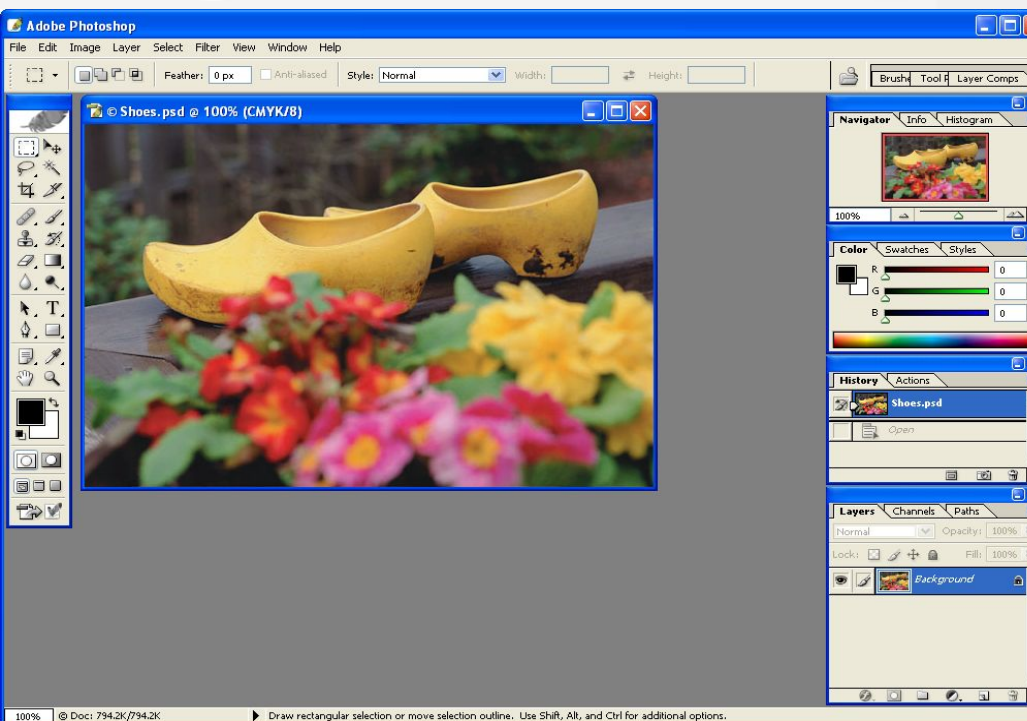 Adobe Photoshop
File Edit Image Layer Select Filter View Window Help
Feather: 0 px Anti-aliased Style: Normal Width: Height: Brushe Tool P Layer Comps
© Shoes.psd @ 100% (CMYK/8)
Navigator Info Histogram
100%
Color Swatches Styles
R 0
G 0
B 0
T
History Actions
Shoes.psd
Open
Layers Channels Paths
Normal Opacity: 100%
Lock: Fill: 100%
Background
100% © Doc: 794.2K/794.2K Draw rectangular selection or move selection outline. Use Shift, Alt, and Ctrl for additional options.